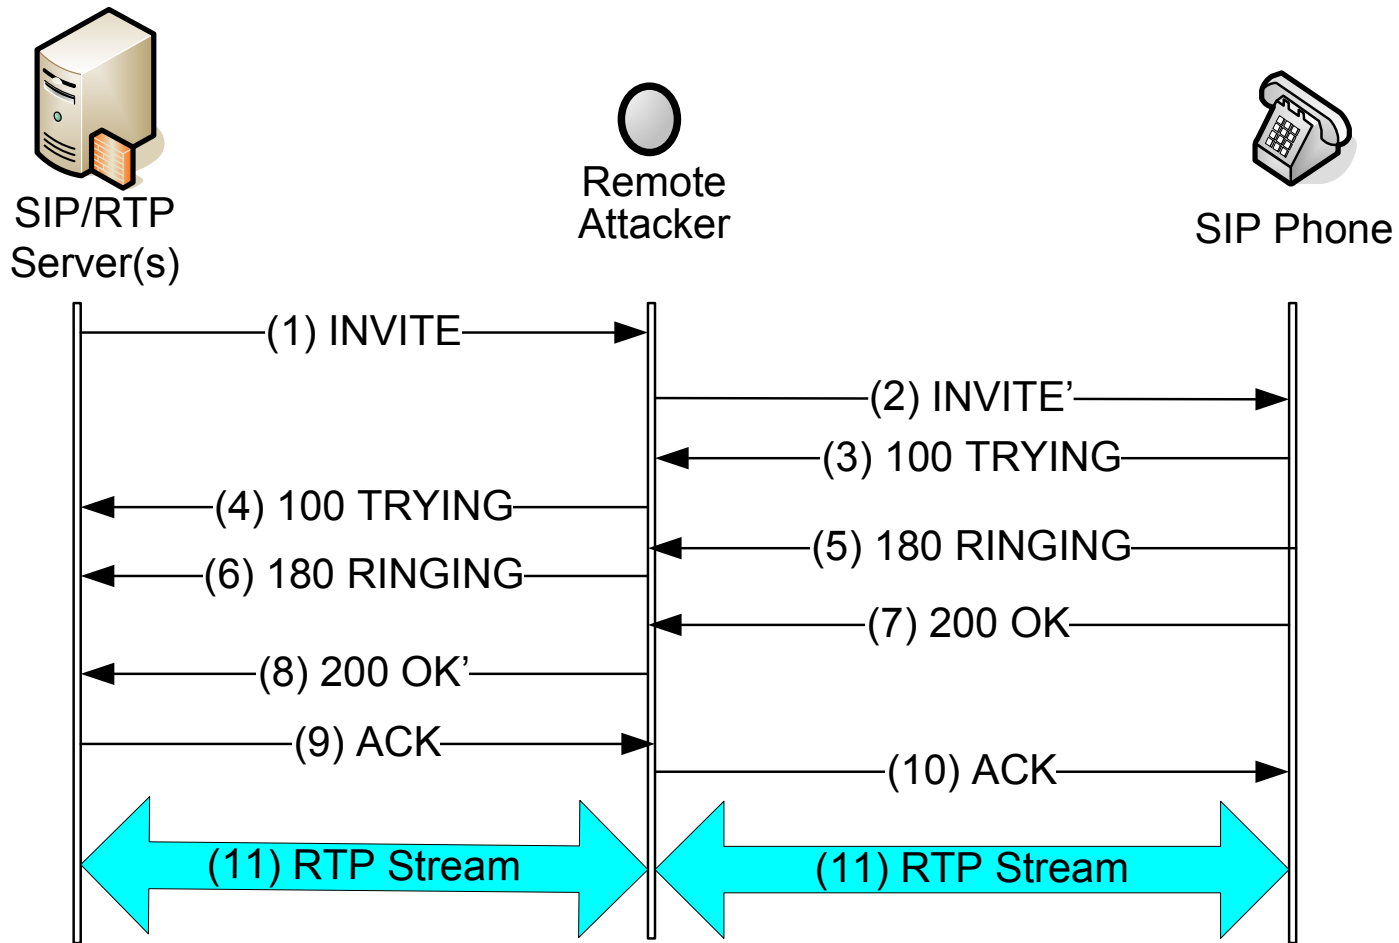 SIP/RTP
Server(s)
Remote
Attacker
SIP Phone
(1) INVITE
(2) INVITE’
(3) 100 TRYING
(4) 100 TRYING
(5) 180 RINGING
(6) 180 RINGING
(7) 200 OK
(8) 200 OK’
(9) ACK
(10) ACK
(11) RTP Stream
(11) RTP Stream